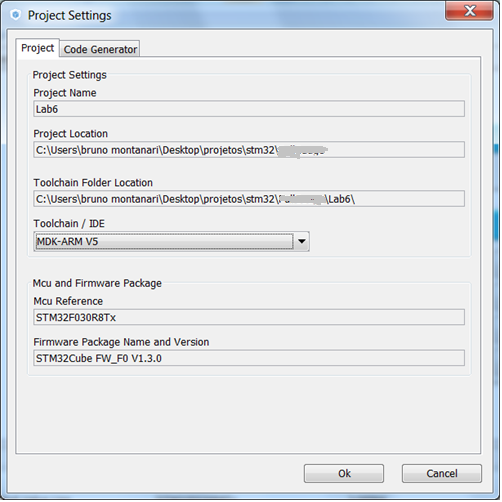 Project Settings
Project
Code Generator
Project Settings
Project Name
Lab6
Project Location
C:\Users\bruno montanari\Desktop\projetos\stm32\
Toolchain Folder Location
C:\Users\bruno montanari\Desktop\projetos\stm32\ \Lab6\
Toolchain / IDE
MDK-ARM V5
Mcu and Firmware Package
Mcu Reference
STM32F030R8Tx
Firmware Package Name and Version
STM32Cube FW_F0 V1.3.0
Ok
Cancel